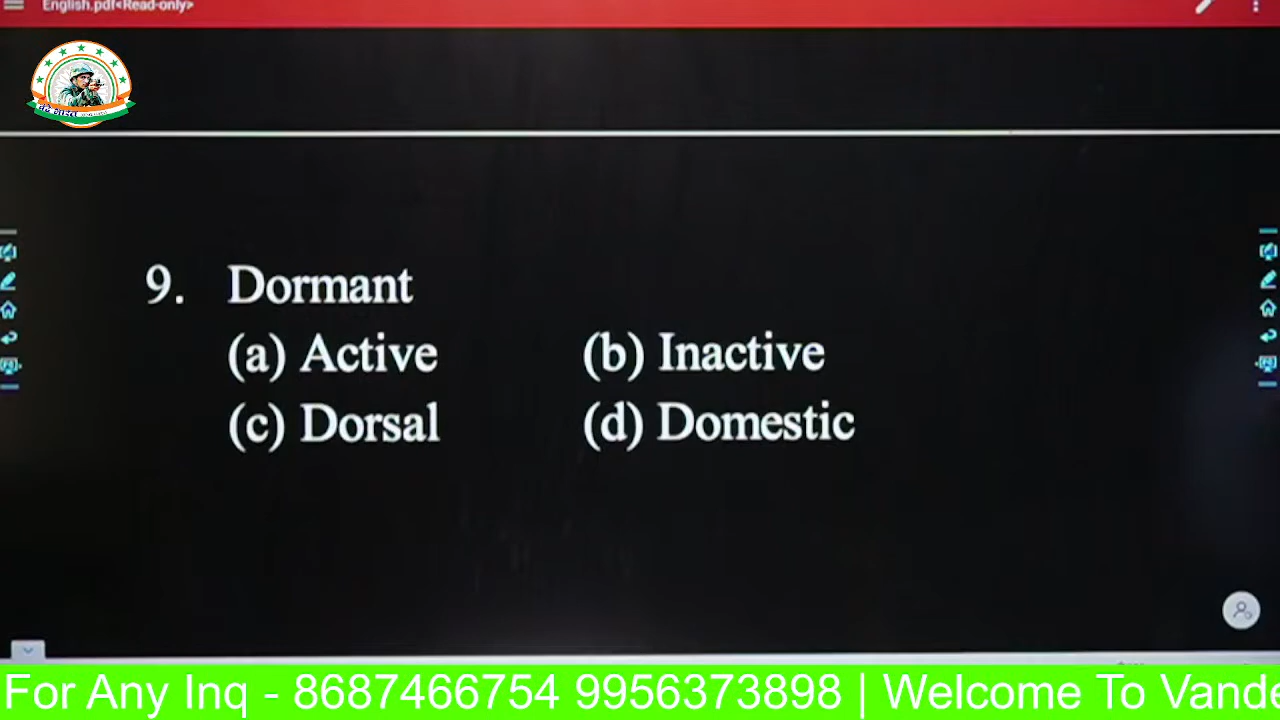 English.pdf<Read-only>
9. Dormant
(a) Active (b) Inactive
(c) Dorsal (d) Domestic
For Any Inq - 8687466754 9956373898 | Welcome To Vande